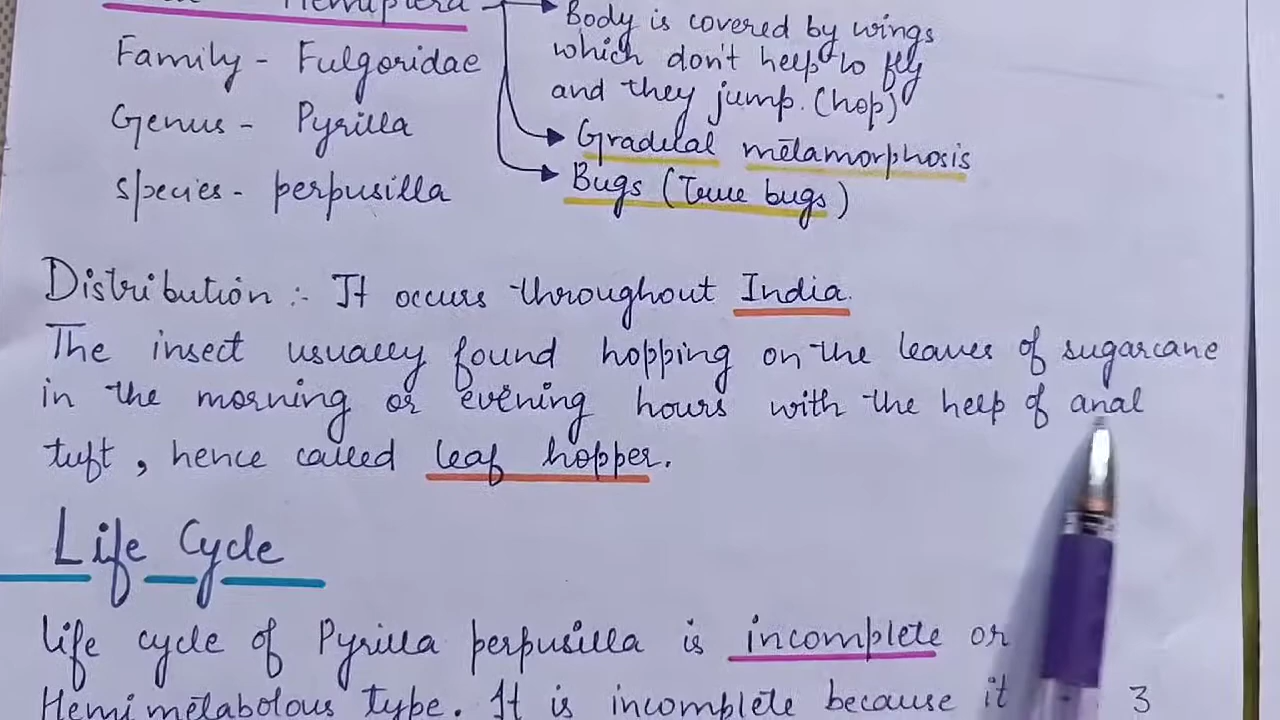 Hemiptera
Body is covered by wings
which don't help to fly
and they jump. (hop)
Family - Fulgoridae
Genus - Pyrilla
Gradual metamorphosis
Species - perpusilla
Bugs (True bugs)
Distribution :- It occurs throughout India.
The insect usually found hopping on the leaves of sugarcane
in the morning or evening hours with the help of anal
tuft, hence called leaf hopper.
Life Cycle
life cycle of Pyrilla perpusilla is incomplete or
Hemimetabolous type. It is incomplete because it
3